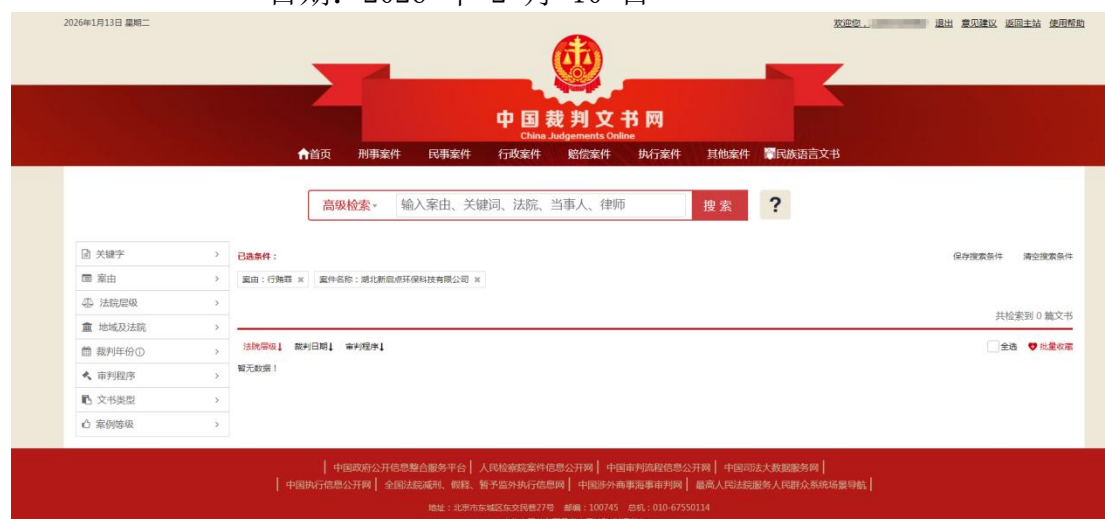 日期: 2026 年 2 月 10 日
2026年1月13日 星期二
欢迎您， 退出 意见建议 返回主站 使用帮助
中国裁判文书网
China Judgements Online
首页 刑事案件 民事案件 行政案件 赔偿案件 执行案件 其他案件 民族语言文书
高级检索 输入案由、关键词、法院、当事人、律师 搜索 ?
关键字
案由
法院层级
地域及法院
裁判年份
审判程序
文书类型
案例等级
已选条件：
保存搜索条件 清空搜索条件
案由：行贿罪 × 案件名称：湖北新启点环保科技有限公司 ×
共检索到 0 篇文书
法院层级 裁判日期 审判程序
全选 批量收藏
暂无数据！
中国政府公开信息整合服务平台 | 人民检察院案件信息公开网 | 中国审判流程信息公开网 | 中国司法大数据服务网 |
中国执行信息公开网 | 全国法院减刑、假释、暂予监外执行信息网 | 中国涉外商事海事审判网 | 最高人民法院服务人民群众系统场景导航 |
地址：北京市东城区东交民巷27号 邮编：100745 总机：010-67550114